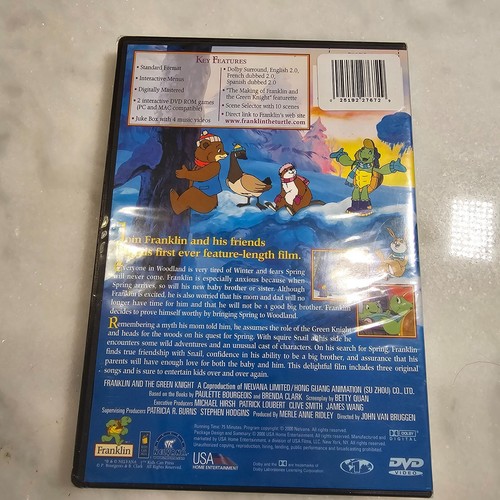 KEY FEATURES
• Standard Format
• Interactive Menus
• Digitally Mastered
• 2 interactive DVD ROM games
(PC and MAC compatible)
• Juke Box with 4 music videos
• Dolby Surround, English 2.0,
French dubbed 2.0,
Spanish dubbed 2.0
• "The Making of Franklin and
the Green Knight" featurette
• Scene Selector with 10 scenes
• Direct link to Franklin's web site
www.franklintheturtle.com
Franklin and his friends
first ever feature-length film.
Everyone in Woodland is very tired of Winter and fears Spring
will never come. Franklin is especially anxious because when
Spring arrives, so will his new baby brother or sister. Although
Franklin is excited, he is also worried that his mom and dad will no
longer have time for him and that he will not be a good big brother. Franklin
decides to prove himself worthy by bringing Spring to Woodland.
Remembering a myth his mom told him, he assumes the role of the Green Knight
and heads for the woods on his quest for Spring. With squire Snail at his side he
encounters some wild adventures and an unusual cast of characters. On his search for Spring, Franklin
finds true friendship with Snail, confidence in his ability to be a big brother, and assurance that his
parents will have enough love for both the baby and him. This delightful film includes three original
songs and is sure to entertain kids over and over again.
FRANKLIN AND THE GREEN KNIGHT A Coproduction of NELVANA LIMITED/HONG GUANG ANIMATION (SU ZHOU) CO., LTD.
Based on the Books by PAULETTE BOURGEOIS and BRENDA CLARK Screenplay by BETTY QUAN
Executive Producers MICHAEL HIRSH PATRICK LOUBERT CLIVE SMITH JAMES WANG
Supervising Producers PATRICIA R. BURNS STEPHEN HODGINS Produced by MERLE ANNE RIDLEY Directed by JOHN VAN BRUGGEN
Franklin
NELVANA
USA
HOME ENTERTAINMENT
DOLBY
DIGITAL
DVD
VIDEO